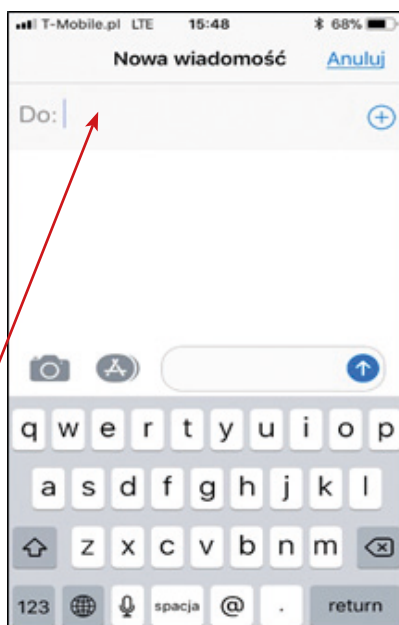 T-Mobile.pl LTE 15:48 68%
Nowa wiadomość Anuluj
Do:
q w e r t y u i o p
a s d f g h j k l
z x c v b n m
123 spacja @ . return